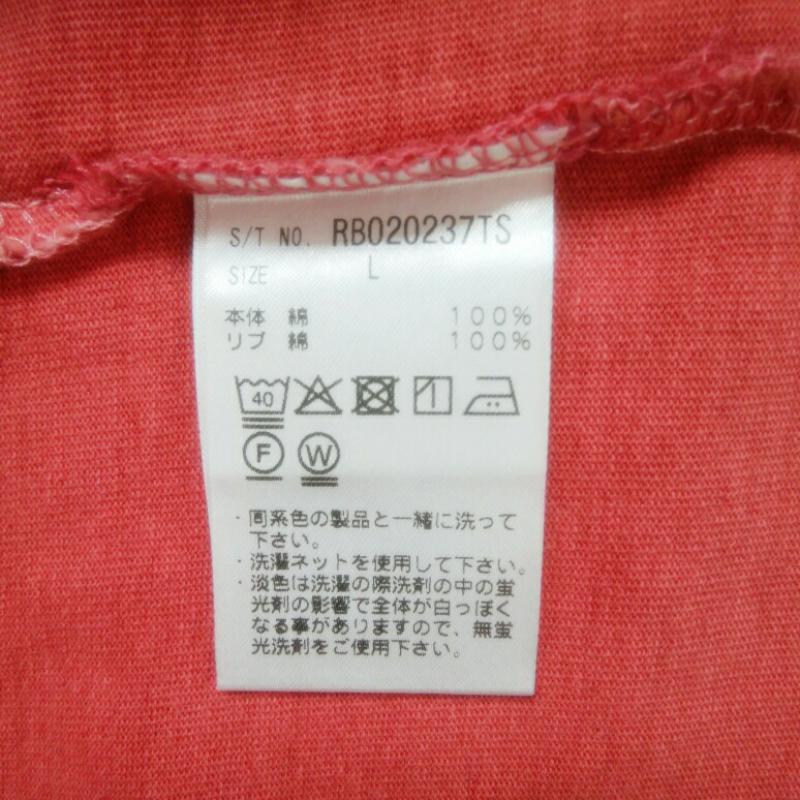 S/T NO. RB020237TS
SIZE L
本体 綿 100%
リブ 綿 100%
40
F W
・同系色の製品と一緒に洗って
下さい。
・洗濯ネットを使用して下さい。
・淡色は洗濯の際洗剤の中の蛍
光剤の影響で全体が白っぽく
なる事がありますので、無蛍
光洗剤をご使用下さい。